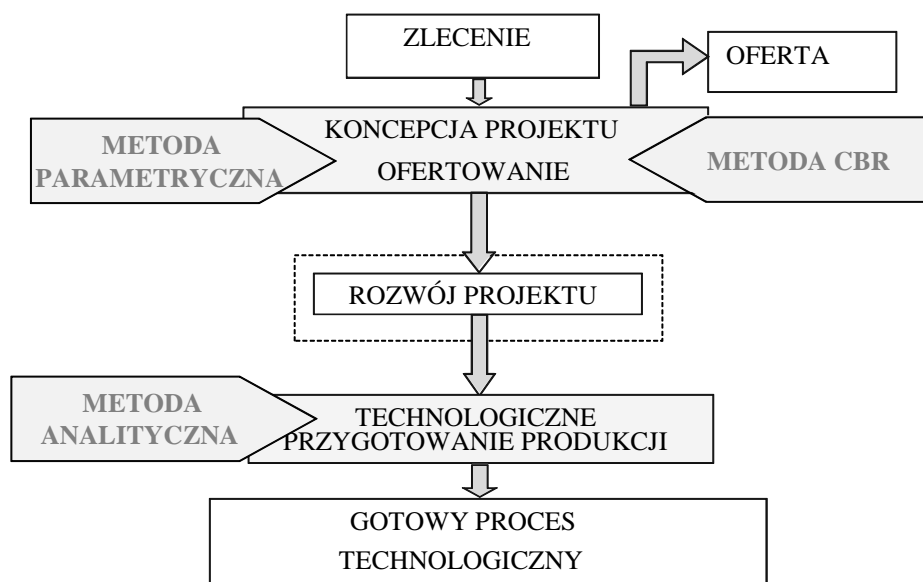 ZLECENIE
OFERTA
KONCEPCJA PROJEKTU
OFERTOWANIE
METODA
PARAMETRYCZNA
METODA CBR
ROZWÓJ PROJEKTU
METODA
ANALITYCZNA
TECHNOLOGICZNE
PRZYGOTOWANIE PRODUKCJI
GOTOWY PROCES
TECHNOLOGICZNY